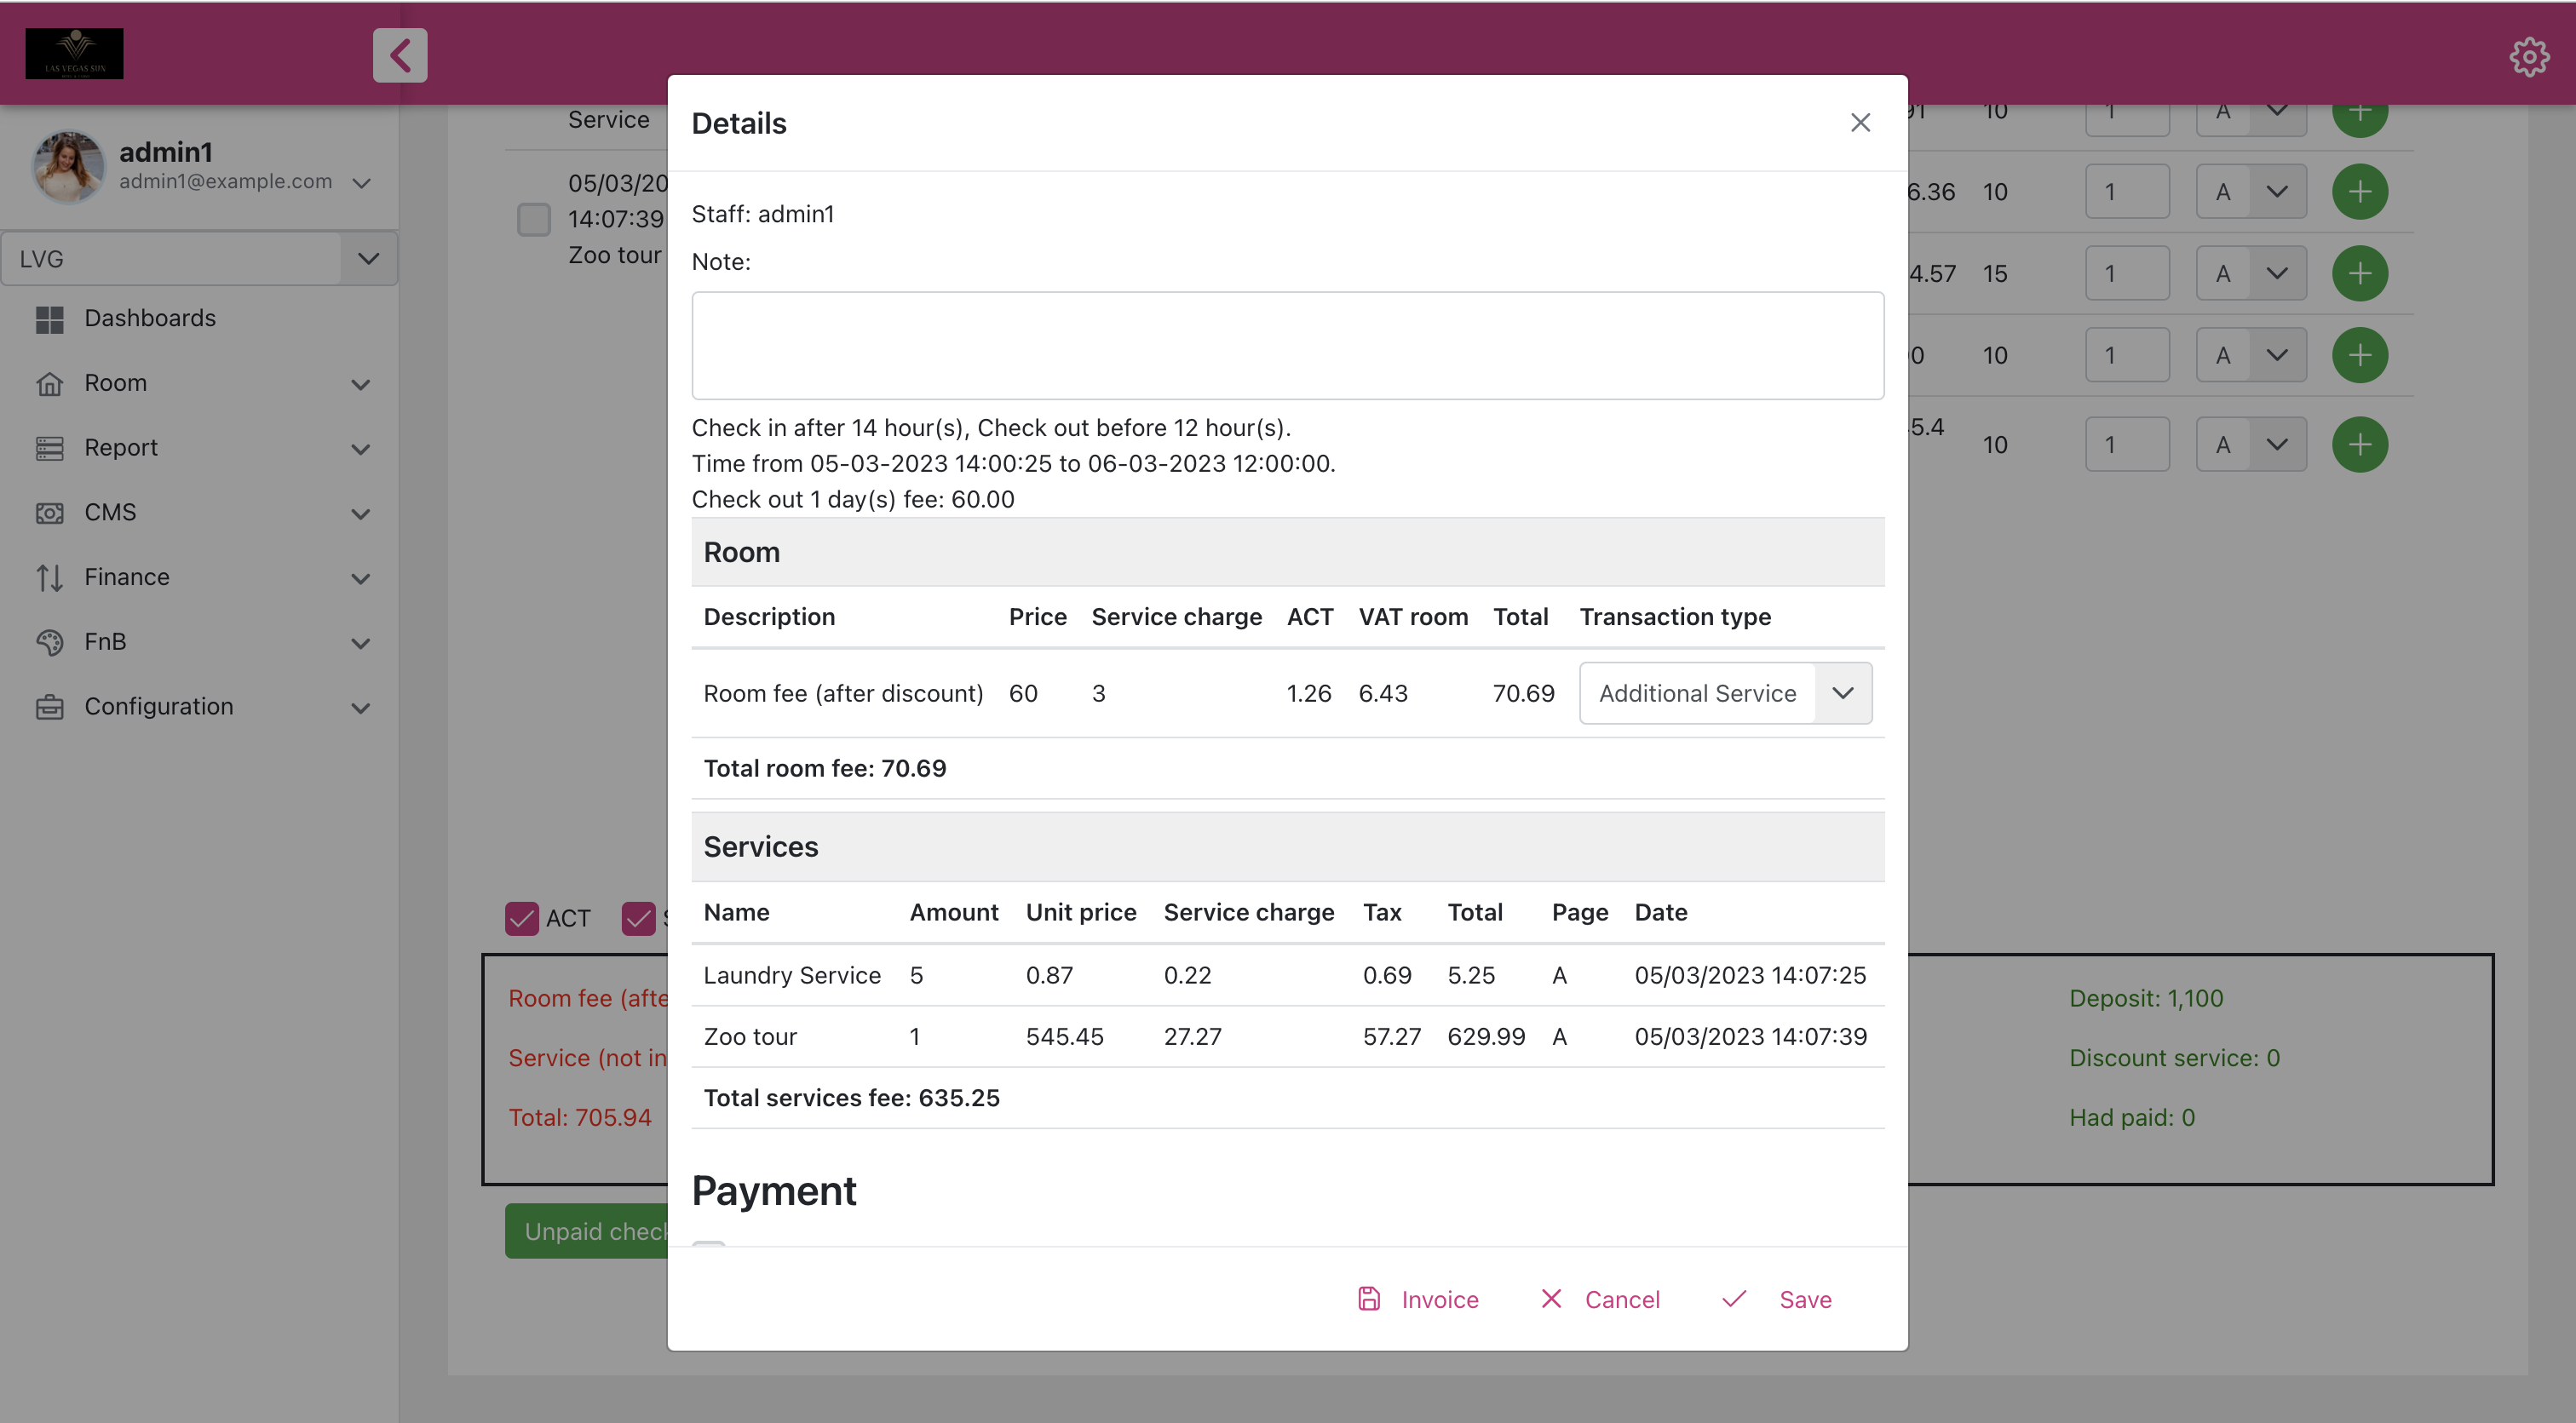 LAS VEGAS SUN
admin1
admin1@example.com
LVG
Dashboards
Room
Report
CMS
Finance
FnB
Configuration
Service
05/03/20
14:07:39
Zoo tour
Details
Staff: admin1
Note:
Check in after 14 hour(s), Check out before 12 hour(s).
Time from 05-03-2023 14:00:25 to 06-03-2023 12:00:00.
Check out 1 day(s) fee: 60.00
Room
Description Price Service charge ACT VAT room Total Transaction type
Room fee (after discount) 60 3 1.26 6.43 70.69 Additional Service
Total room fee: 70.69
Services
Name Amount Unit price Service charge Tax Total Page Date
Laundry Service 5 0.87 0.22 0.69 5.25 A 05/03/2023 14:07:25
Zoo tour 1 545.45 27.27 57.27 629.99 A 05/03/2023 14:07:39
Total services fee: 635.25
Payment
Invoice Cancel Save
91 10 1 A
6.36 10 1 A
4.57 15 1 A
0 10 1 A
5.4 10 1 A
ACT
Room fee (afte
Service (not in
Total: 705.94
Deposit: 1,100
Discount service: 0
Had paid: 0
Unpaid check